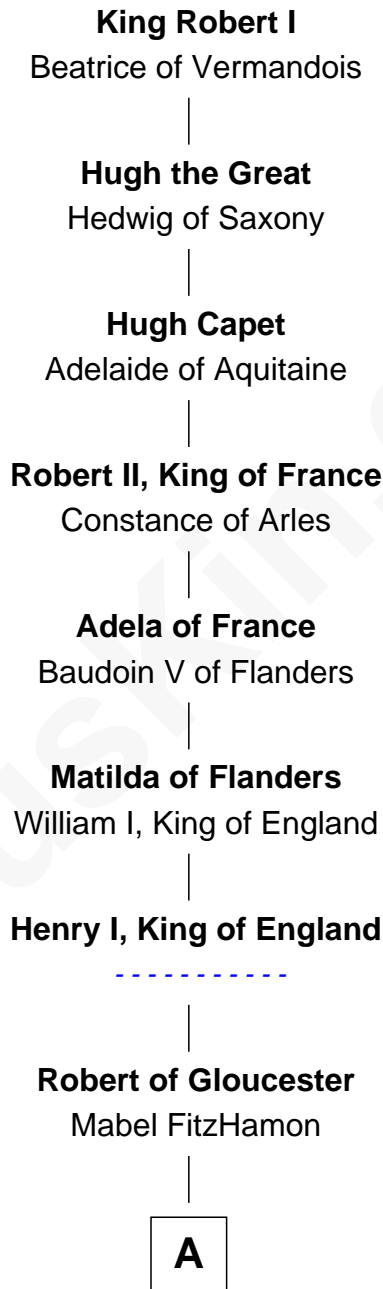 King Robert I
Beatrice of Vermandois
Hugh the Great
Hedwig of Saxony
Hugh Capet
Adelaide of Aquitaine
Robert II, King of France
Constance of Arles
Adela of France
Baudoin V of Flanders
Matilda of Flanders
William I, King of England
Henry I, King of England
- - - - - - - - - - -
Robert of Gloucester
Mabel FitzHamon
A